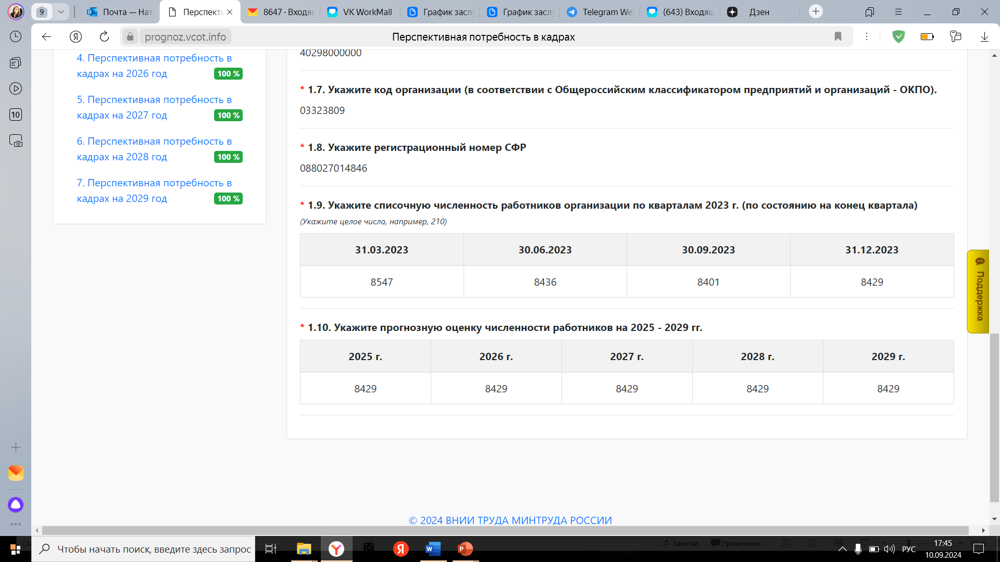 9
Почта — Ната
Перспекти
8647 · Входящ
VK WorkMail
График заслу
График заслу
Telegram We
(643) Входящ
Дзен
prognoz.vcot.info
Перспективная потребность в кадрах
10
4. Перспективная потребность в
кадрах на 2026 год
100 %
5. Перспективная потребность в
кадрах на 2027 год
100 %
6. Перспективная потребность в
кадрах на 2028 год
100 %
7. Перспективная потребность в
кадрах на 2029 год
100 %
40298000000
* 1.7. Укажите код организации (в соответствии с Общероссийским классификатором предприятий и организаций - ОКПО).
03323809
* 1.8. Укажите регистрационный номер СФР
088027014846
* 1.9. Укажите списочную численность работников организации по кварталам 2023 г. (по состоянию на конец квартала)
(Укажите целое число, например, 210)
31.03.2023 30.06.2023 30.09.2023 31.12.2023
8547 8436 8401 8429
* 1.10. Укажите прогнозную оценку численности работников на 2025 - 2029 гг.
2025 г. 2026 г. 2027 г. 2028 г. 2029 г.
8429 8429 8429 8429 8429
Поддержка
© 2024 ВНИИ ТРУДА МИНТРУДА РОССИИ
Чтобы начать поиск, введите здесь запрос
Заметки
Примечания
РУС
17:45
10.09.2024